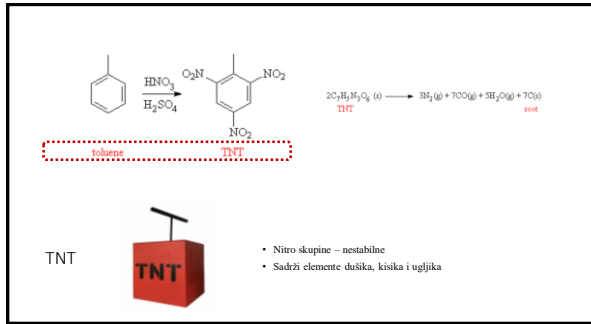 HNO3
H2SO4
O2N
NO2
NO2
toluene
TNT
2C7H5N3O6 (s) ⟶ 3N2(g) + 7CO(g) + 5H2O(g) + 7C(s)
TNT
soot
TNT
TNT
• Nitro skupine – nestabilne
• Sadrži elemente dušika, kisika i ugljika